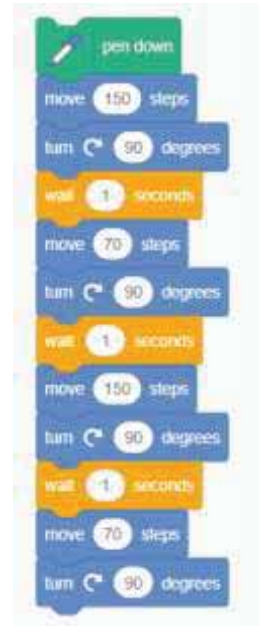 pen down
move 150 steps
turn 90 degrees
wait 1 seconds
move 70 steps
turn 90 degrees
wait 1 seconds
move 150 steps
turn 90 degrees
wait 1 seconds
move 70 steps
turn 90 degrees